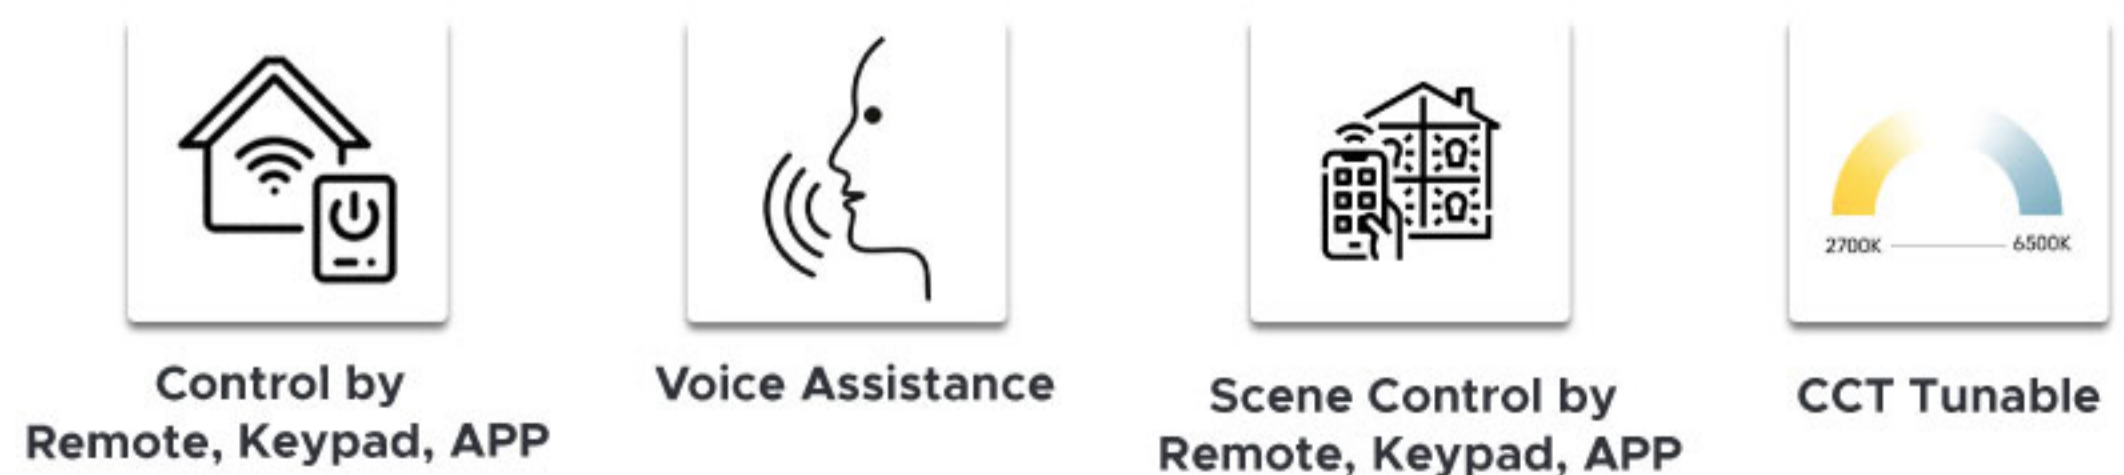 Control by
Remote, Keypad, APP
Voice Assistance
Scene Control by
Remote, Keypad, APP
2700K
6500K
CCT Tunable